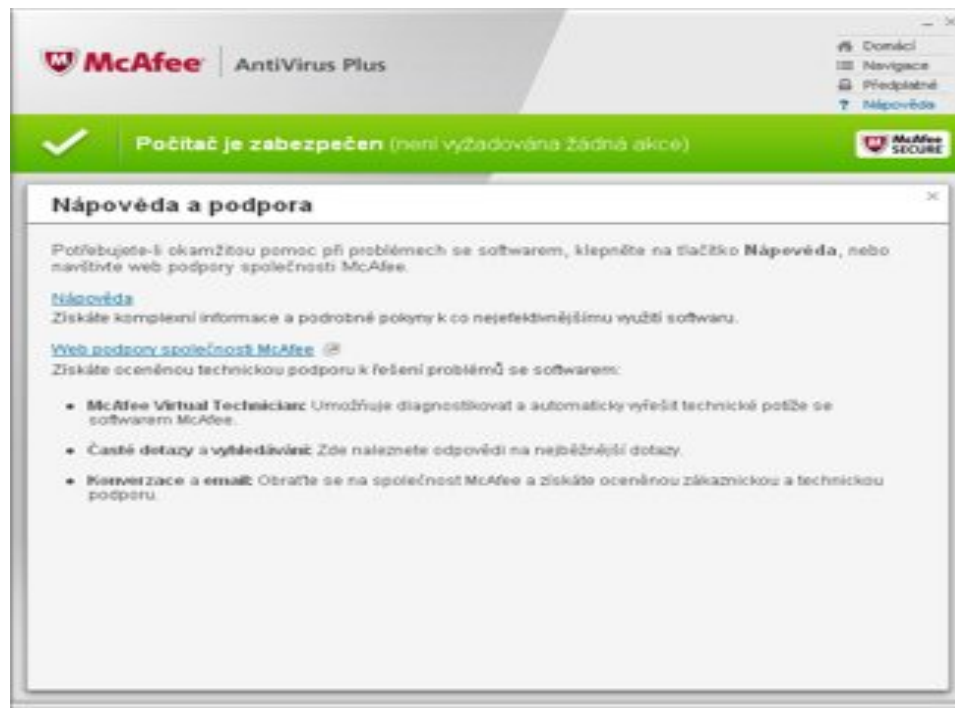 McAfee AntiVirus Plus
Domácí
Navigace
Předplatné
? Nápověda
Počítač je zabezpečen (není vyžadována žádná akce)
McAfee
SECURE
Nápověda a podpora
Potřebujete-li okamžitou pomoc při problémech se softwarem, klepněte na tlačítko Nápověda, nebo
navštivte web podpory společnosti McAfee.
Nápověda
Získáte komplexní informace a podrobné pokyny k co nejefektivnějšímu využití softwaru.
Web podpory společnosti McAfee
Získáte oceněnou technickou podporu k řešení problémů se softwarem:
• McAfee Virtual Technician: Umožňuje diagnostikovat a automaticky vyřešit technické potíže se
softwarem McAfee.
• Časté dotazy a vyhledávání: Zde naleznete odpovědi na nejběžnější dotazy.
• Konverzace a email: Obraťte se na společnost McAfee a získáte oceněnou zákaznickou a technickou
podporu.